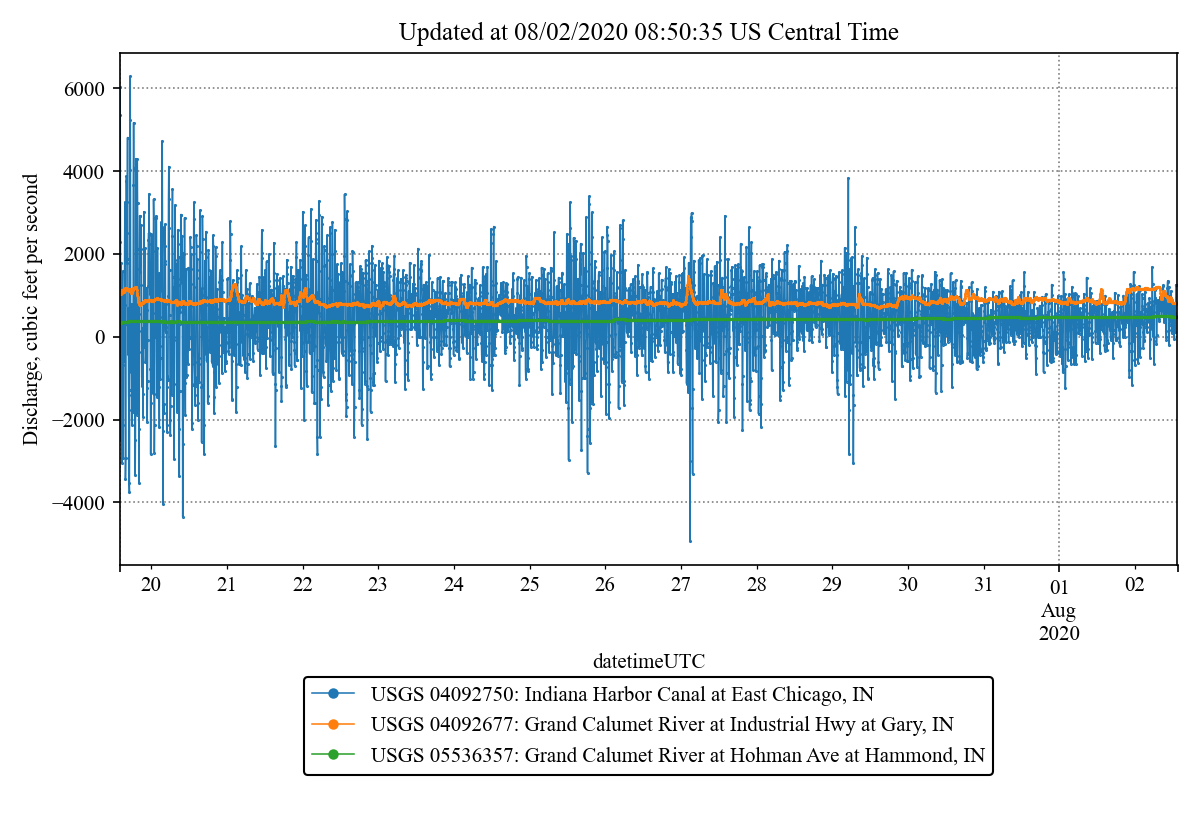 Updated at 08/02/2020 08:50:35 US Central Time
Discharge, cubic feet per second
6000
4000
2000
0
−2000
−4000
20 21 22 23 24 25 26 27 28 29 30 31 01 02
Aug
2020
datetimeUTC
USGS 04092750: Indiana Harbor Canal at East Chicago, IN
USGS 04092677: Grand Calumet River at Industrial Hwy at Gary, IN
USGS 05536357: Grand Calumet River at Hohman Ave at Hammond, IN